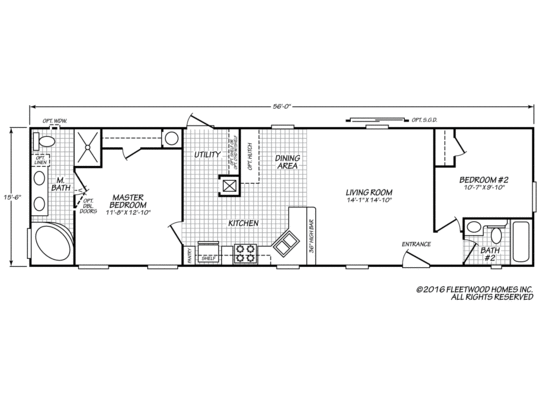 56'-0"
OPT. WDW.
OPT. S.G.D.
15'-6"
OPT. LINEN
M. BATH
OPT. DBL. DOORS
MASTER BEDROOM
11'-8" X 12'-10"
UTILITY
OPT. HUTCH
DINING AREA
KITCHEN
PANTRY
SHELF
36" HIGH BAR
LIVING ROOM
14'-1" X 14'-10"
ENTRANCE
BEDROOM #2
10'-7" X 9'-10"
BATH #2
©2016 FLEETWOOD HOMES INC.
ALL RIGHTS RESERVED